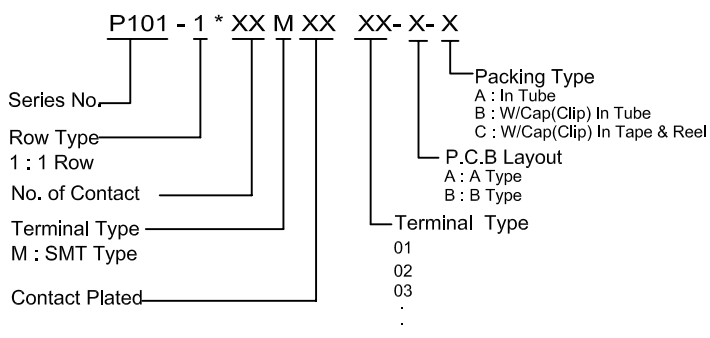 P101 - 1 * XX M XX XX- X- X
Series No.
Row Type
1 : 1 Row
No. of Contact
Terminal Type
M : SMT Type
Contact Plated
Packing Type
A : In Tube
B : W/Cap(Clip) In Tube
C : W/Cap(Clip) In Tape & Reel
P.C.B Layout
A : A Type
B : B Type
Terminal Type
01
02
03
.
.